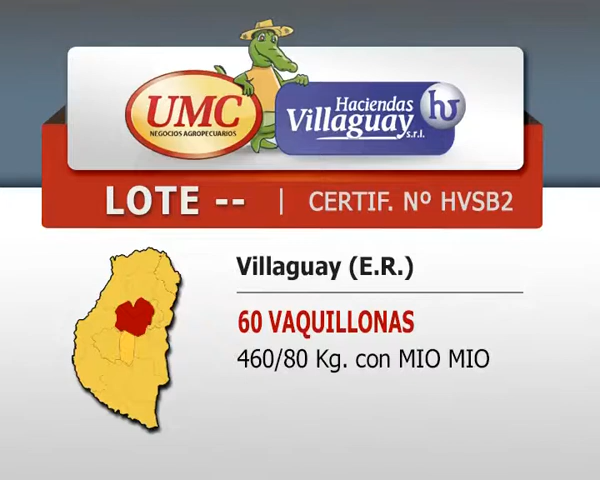 UMC
NEGOCIOS AGROPECUARIOS
Haciendas
Villaguay
s.r.l.
hv
LOTE -- | CERTIF. Nº HVSB2
Villaguay (E.R.)
60 VAQUILLONAS
460/80 Kg. con MIO MIO